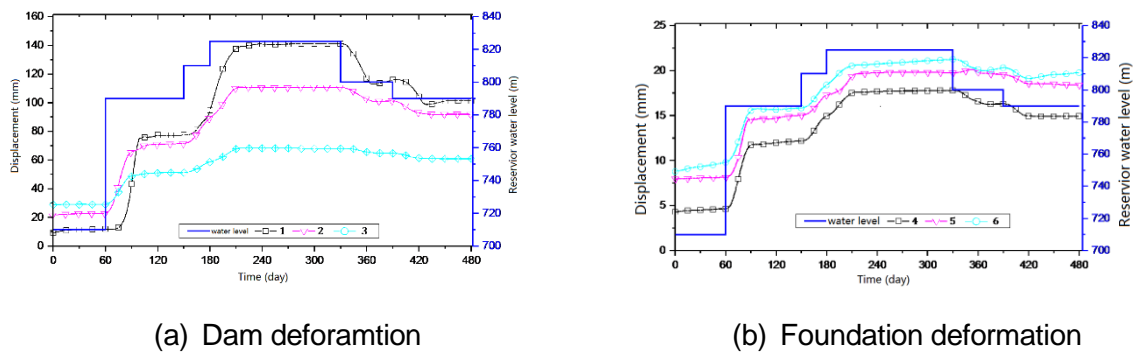 160
140
120
100
80
60
40
20
0
Displacement (mm)
840
820
800
780
760
740
720
700
Reservior water level (m)
water level 1 2 3
0 60 120 180 240 300 360 420 480
Time (day)
(a) Dam deforamtion
25
20
15
10
5
0
Displacement (mm)
840
820
800
780
760
740
720
700
Reservior water level (m)
water level 4 5 6
0 60 120 180 240 300 360 420 480
Time (day)
(b) Foundation deformation